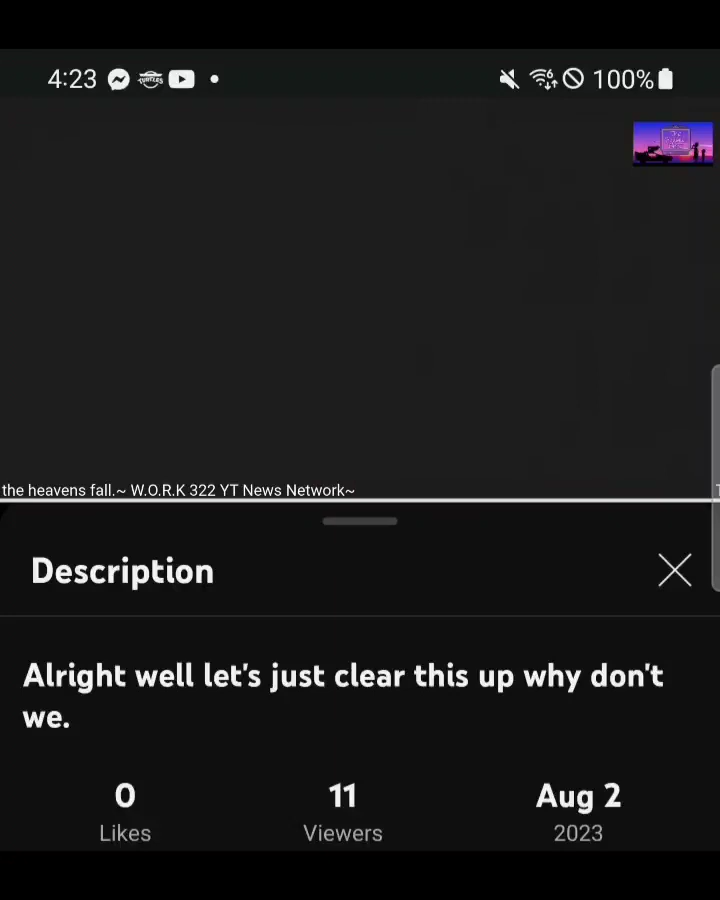 4:23 100%
the heavens fall.~ W.O.R.K 322 YT News Network~
Description
Alright well let's just clear this up why don't
we.
0 11 Aug 2
Likes Viewers 2023